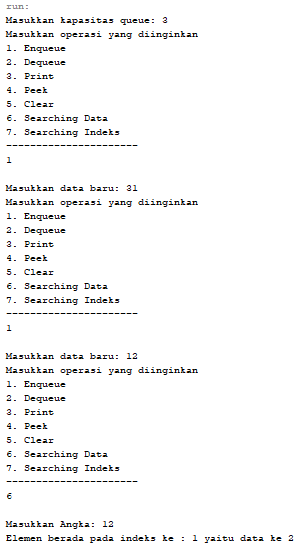 run:
Masukkan kapasitas queue: 3
Masukkan operasi yang diinginkan
1. Enqueue
2. Dequeue
3. Print
4. Peek
5. Clear
6. Searching Data
7. Searching Indeks
----------------------
1
Masukkan data baru: 31
Masukkan operasi yang diinginkan
1. Enqueue
2. Dequeue
3. Print
4. Peek
5. Clear
6. Searching Data
7. Searching Indeks
----------------------
1
Masukkan data baru: 12
Masukkan operasi yang diinginkan
1. Enqueue
2. Dequeue
3. Print
4. Peek
5. Clear
6. Searching Data
7. Searching Indeks
----------------------
6
Masukkan Angka: 12
Elemen berada pada indeks ke : 1 yaitu data ke 2